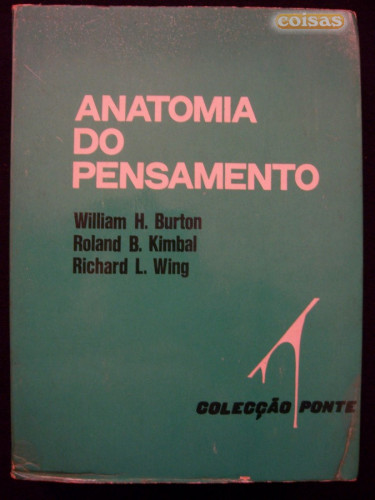 coisas
ANATOMIA
DO
PENSAMENTO
William H. Burton
Roland B. Kimbal
Richard L. Wing
COLECÇÃO PONTE